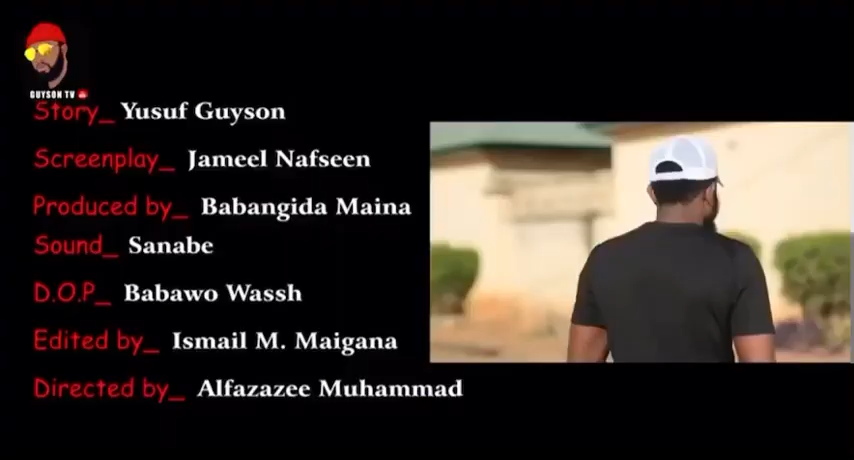 GUYSON TV
Story_ Yusuf Guyson
Screenplay_ Jameel Nafseen
Produced by_ Babangida Maina
Sound_ Sanabe
D.O.P_ Babawo Wassh
Edited by_ Ismail M. Maigana
Directed by_ Alfazazee Muhammad